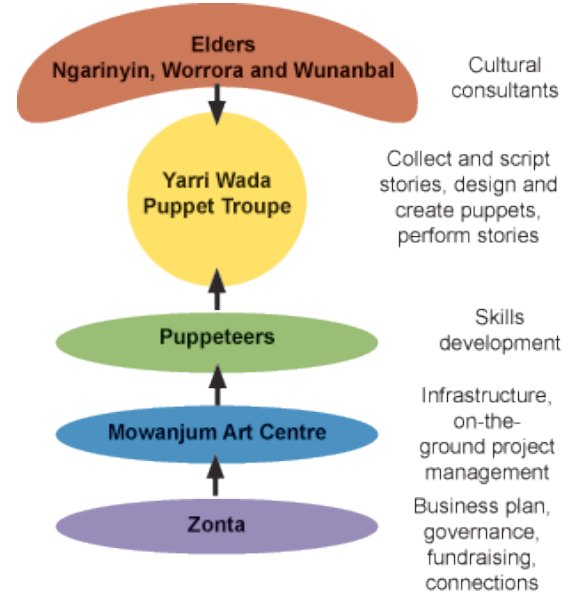 Elders
Ngarinyin, Worrora and Wunanbal
Cultural
consultants
Yarri Wada
Puppet Troupe
Collect and script
stories, design and
create puppets,
perform stories
Puppeteers
Skills
development
Mowanjum Art Centre
Infrastructure,
on-the-
ground project
management
Zonta
Business plan,
governance,
fundraising,
connections